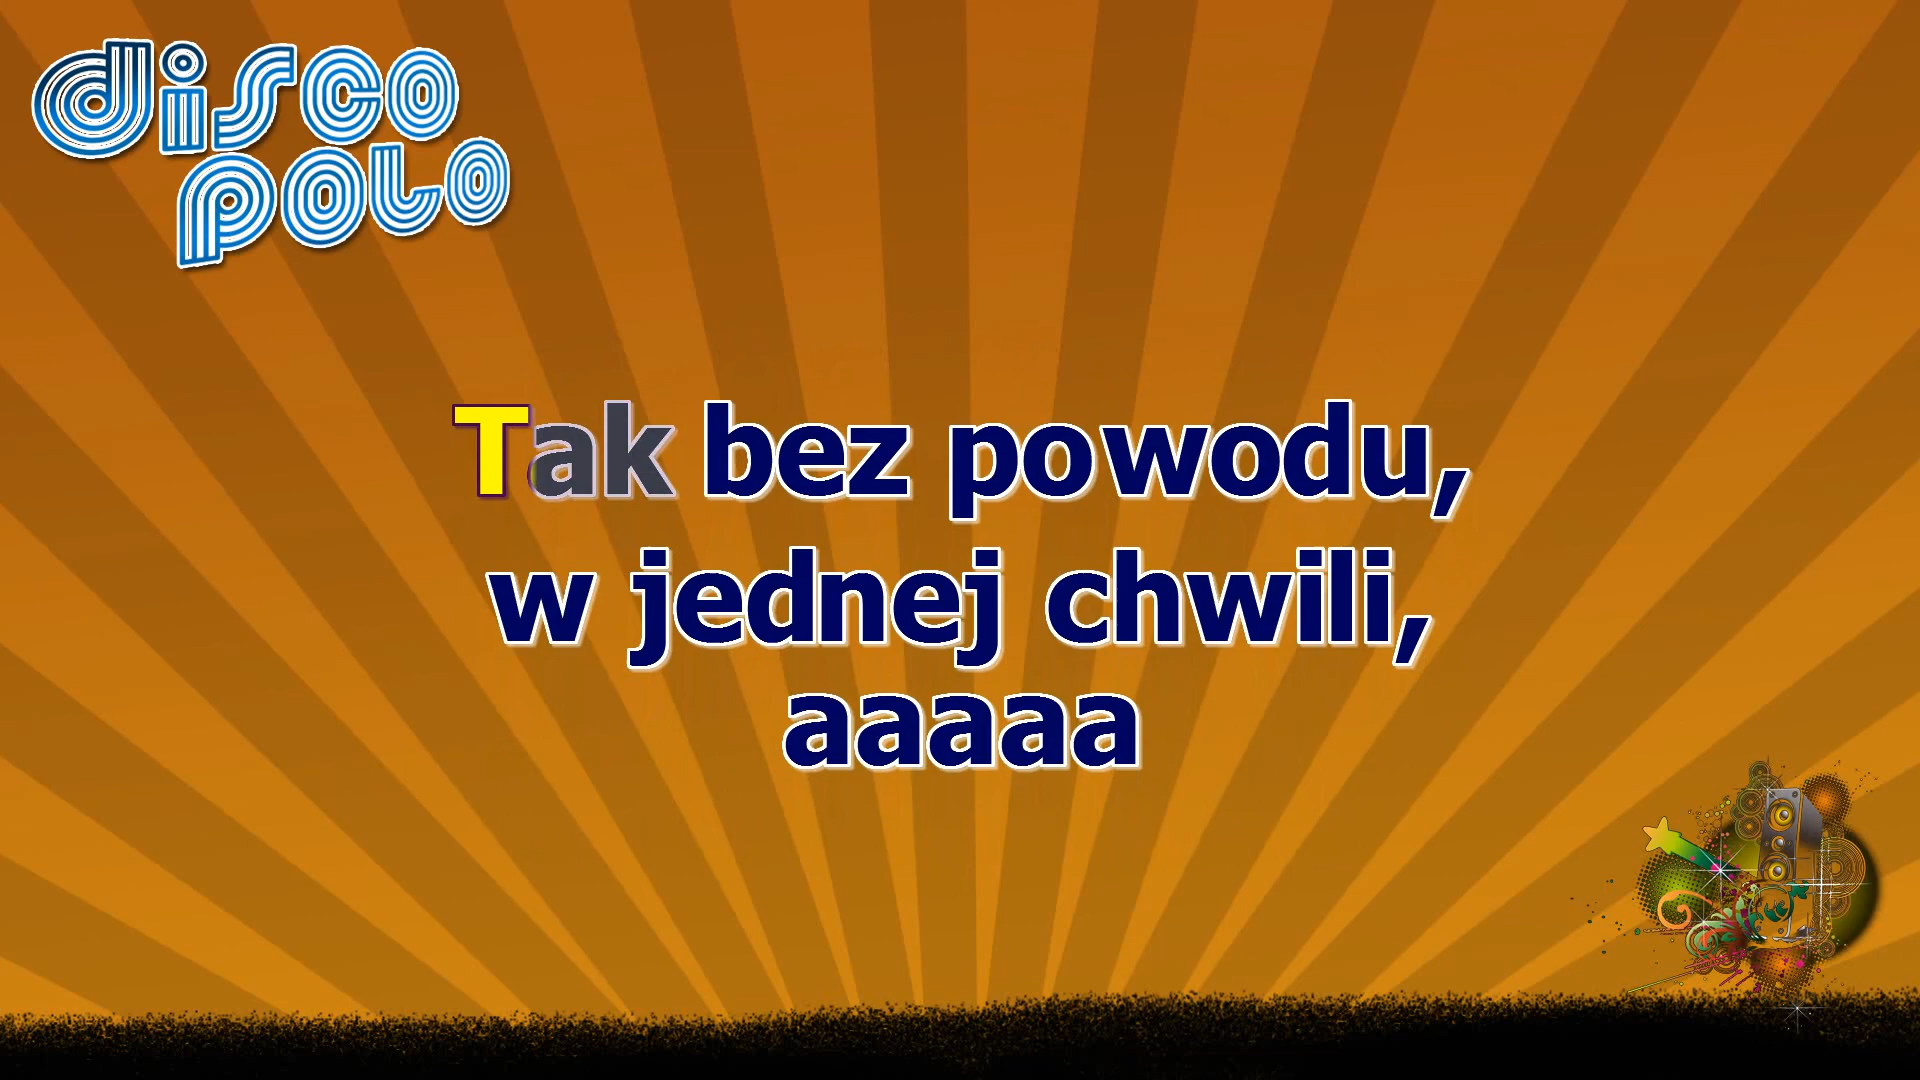 disco
polo
Tak bez powodu,
w jednej chwili,
aaaaa